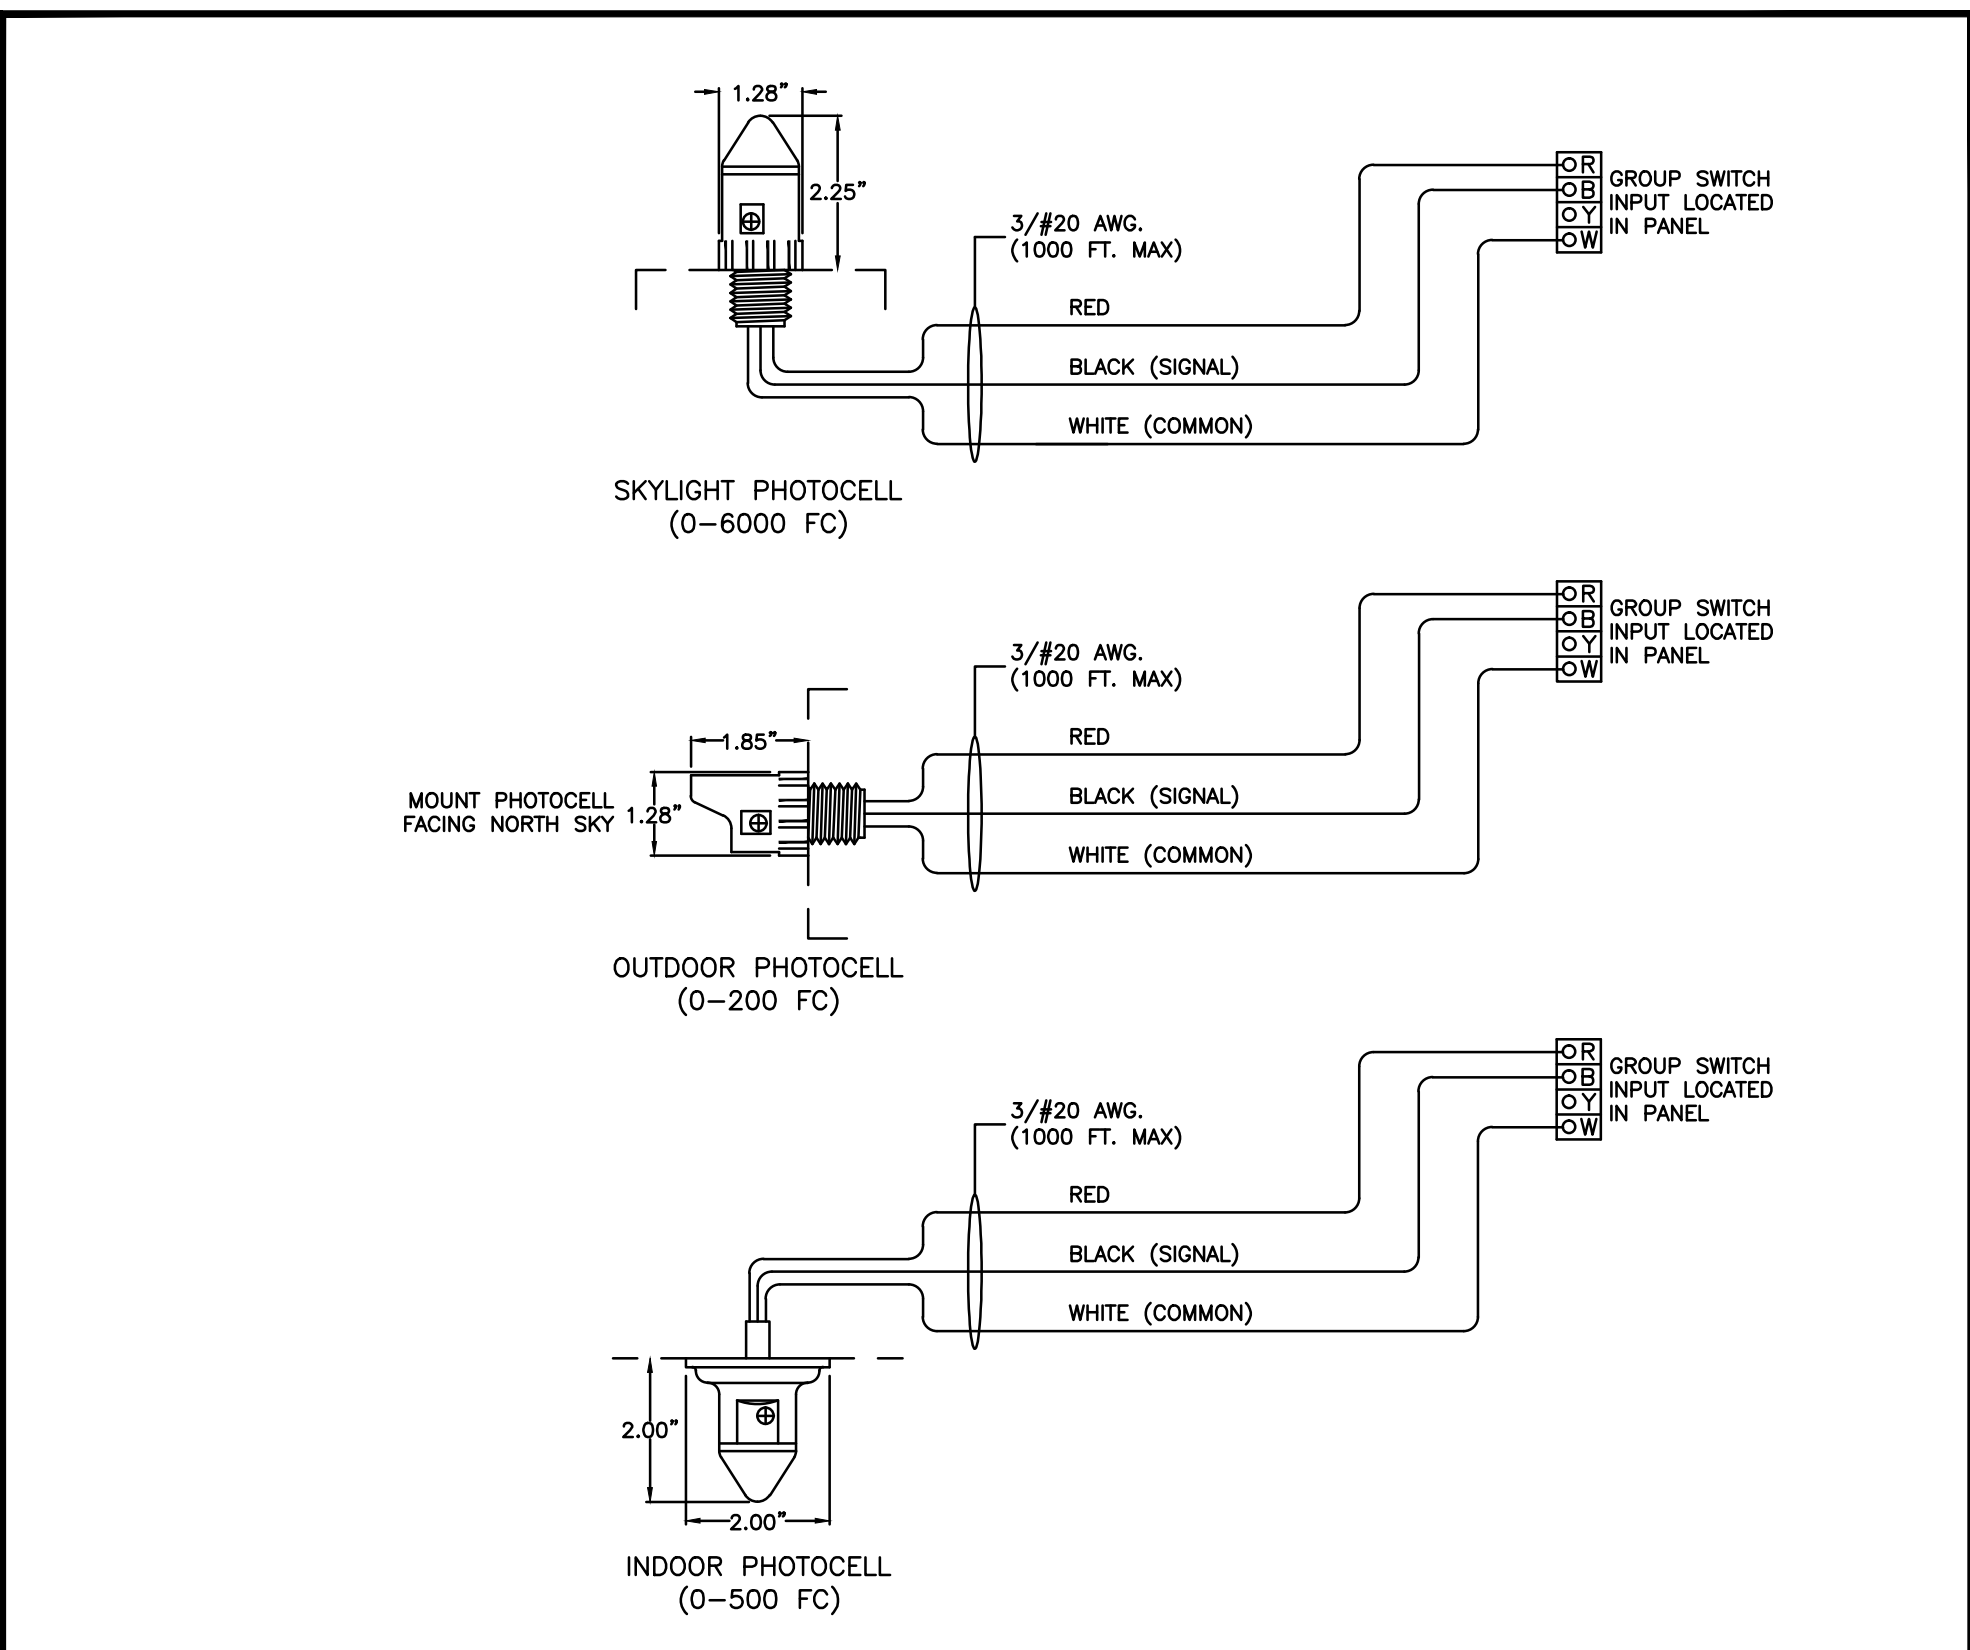 1.28"
2.25"
3/#20 AWG.
(1000 FT. MAX)
RED
BLACK (SIGNAL)
WHITE (COMMON)
R
B
Y
W
GROUP SWITCH
INPUT LOCATED
IN PANEL
SKYLIGHT PHOTOCELL
(0-6000 FC)
1.85"
MOUNT PHOTOCELL
FACING NORTH SKY
1.28"
3/#20 AWG.
(1000 FT. MAX)
RED
BLACK (SIGNAL)
WHITE (COMMON)
R
B
Y
W
GROUP SWITCH
INPUT LOCATED
IN PANEL
OUTDOOR PHOTOCELL
(0-200 FC)
3/#20 AWG.
(1000 FT. MAX)
RED
BLACK (SIGNAL)
WHITE (COMMON)
R
B
Y
W
GROUP SWITCH
INPUT LOCATED
IN PANEL
2.00"
2.00"
INDOOR PHOTOCELL
(0-500 FC)